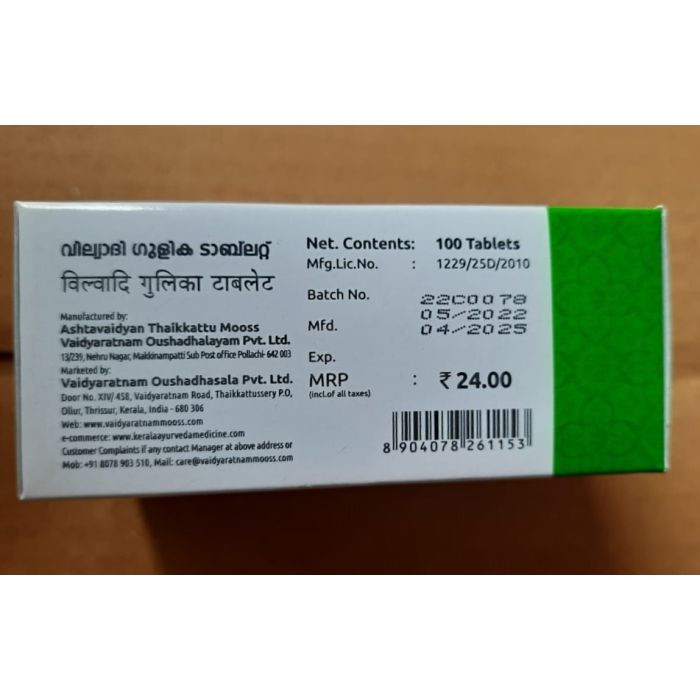 വില്വാദി ഗുളിക ടാബ്ലറ്റ്
विल्वादि गुलिका टाबलेट
Manufactured by:
Ashtavaidyan Thaikkattu Mooss
Vaidyaratnam Oushadhalayam Pvt. Ltd.
13/239, Nehru Nagar, Makkinampatti Sub Post office Pollachi- 642 003
Marketed by:
Vaidyaratnam Oushadhasala Pvt. Ltd.
Door No. XIV/ 458, Vaidyaratnam Road, Thaikkattussery P.O,
Ollur, Thrissur, Kerala, India - 680 306
Web: www.vaidyaratnammooss.com
e-commerce: www.keralaayurvedamedicine.com
Customer Complaints if any contact Manager at above address or
Mob: +91 8078 903 510, Mail: care@vaidyaratnammooss.com
Net. Contents: 100 Tablets
Mfg.Lic.No. : 1229/25D/2010
Batch No. 22C0078
Mfd. 05/2022
04/2025
Exp.
MRP : ₹ 24.00
(incl.of all taxes)
8 904078 261153